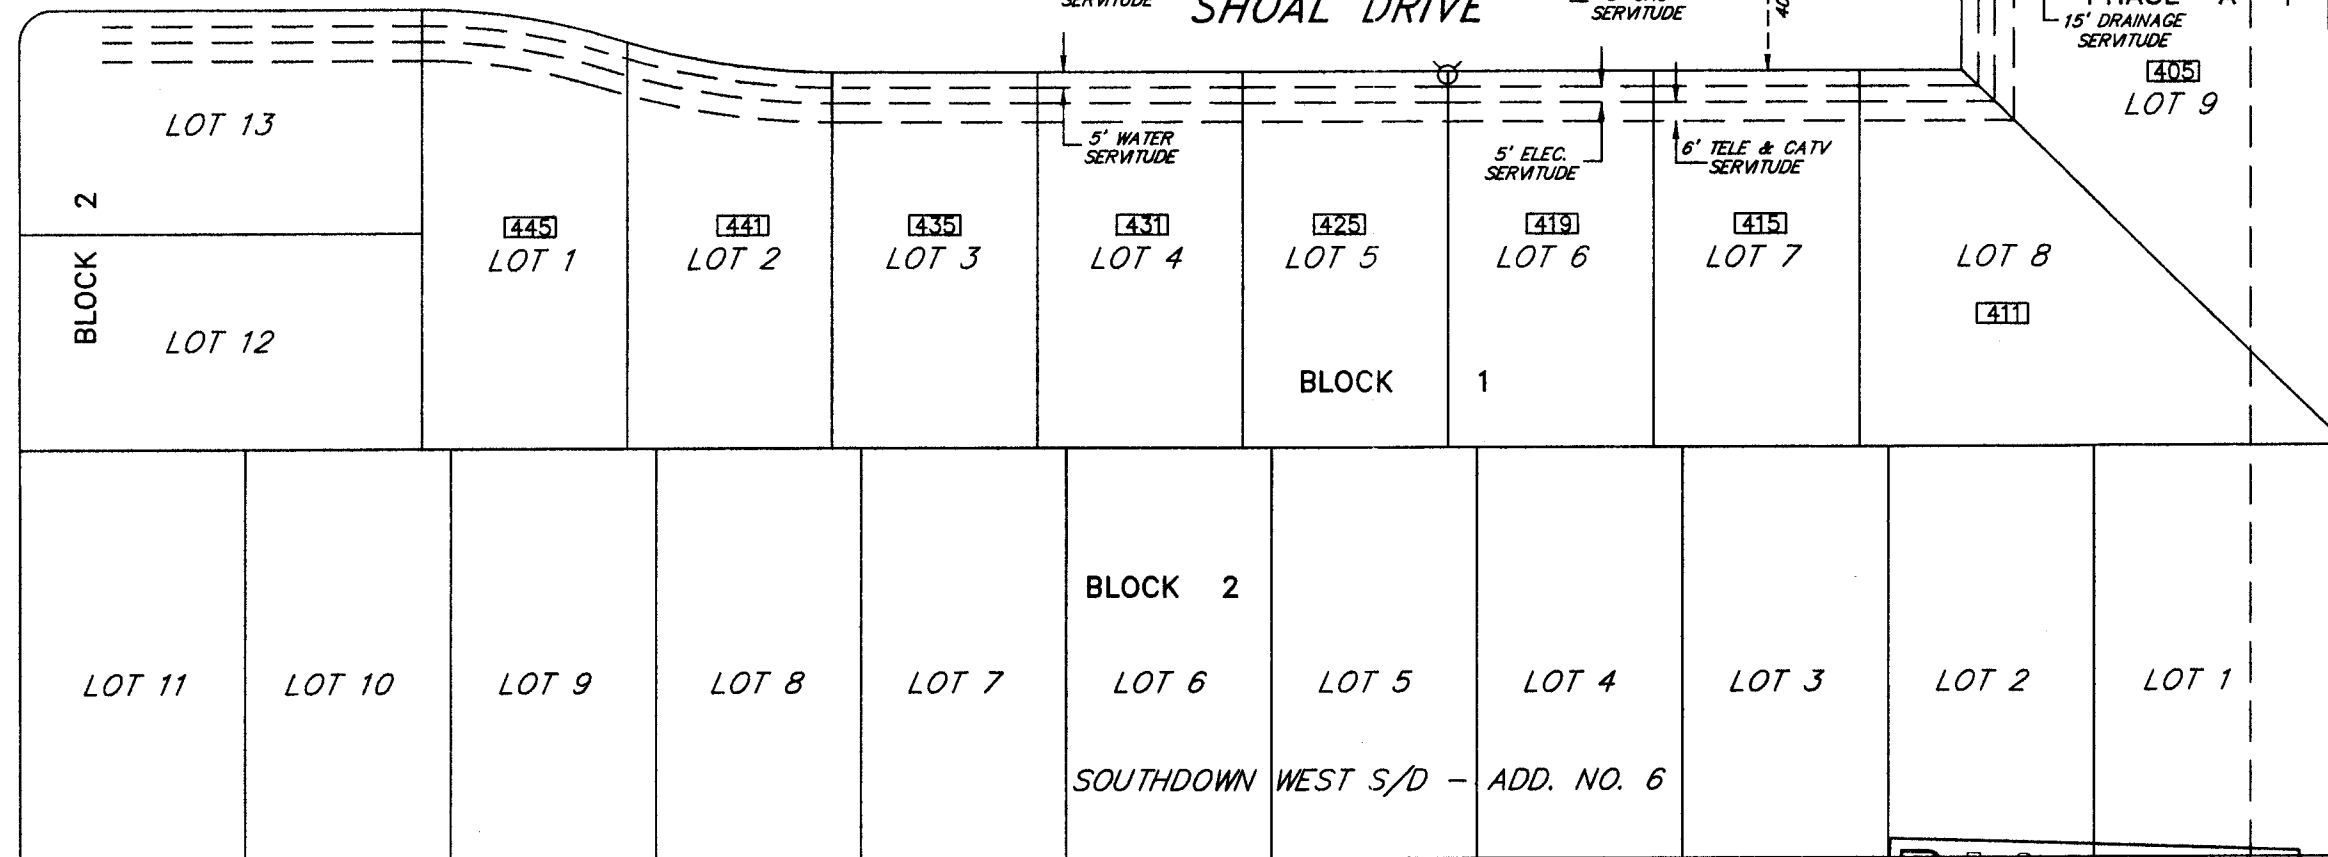 SERVITUDE
SHOAL DRIVE
SERVITUDE
15' DRAINAGE
SERVITUDE
405
LOT 9
LOT 13
5' WATER
SERVITUDE
5' ELEC.
SERVITUDE
6' TELE & CATV
SERVITUDE
BLOCK 2
445
LOT 1
441
LOT 2
435
LOT 3
431
LOT 4
425
LOT 5
419
LOT 6
415
LOT 7
LOT 8
411
LOT 12
BLOCK 1
BLOCK 2
LOT 11
LOT 10
LOT 9
LOT 8
LOT 7
LOT 6
LOT 5
LOT 4
LOT 3
LOT 2
LOT 1
SOUTHDOWN WEST S/D - ADD. NO. 6